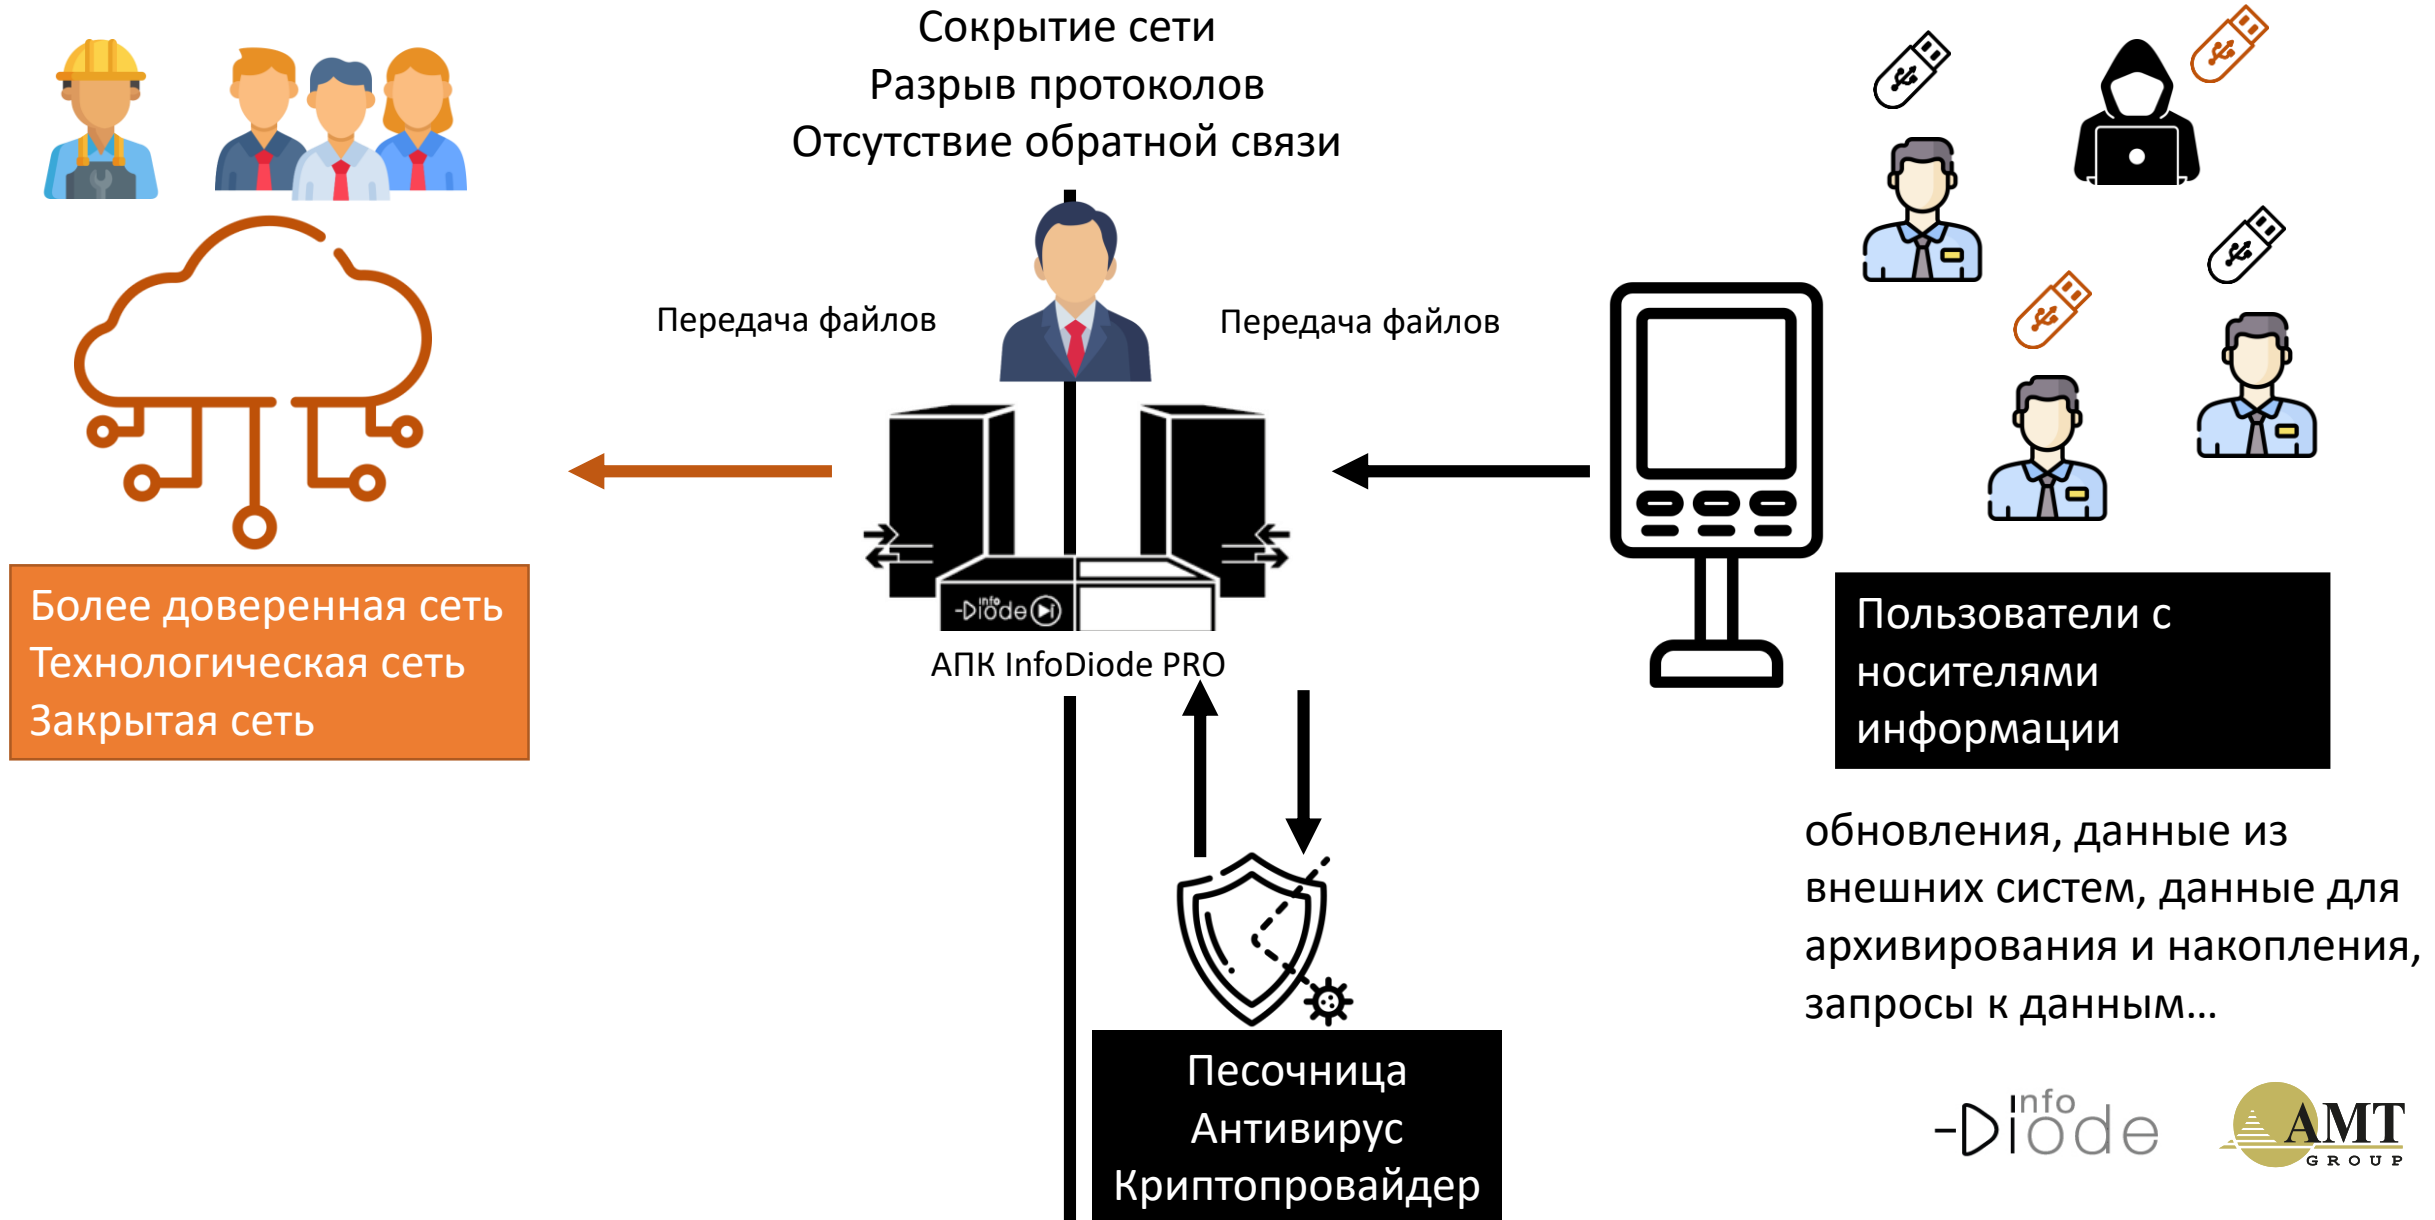 Сокрытие сети
Разрыв протоколов
Отсутствие обратной связи
Передача файлов
Передача файлов
Более доверенная сеть
Технологическая сеть
Закрытая сеть
info
Diode
АПК InfoDiode PRO
Пользователи с
носителями
информации
обновления, данные из
внешних систем, данные для
архивирования и накопления,
запросы к данным...
Песочница
Антивирус
Криптопровайдер
info
Diode
AMT
GROUP